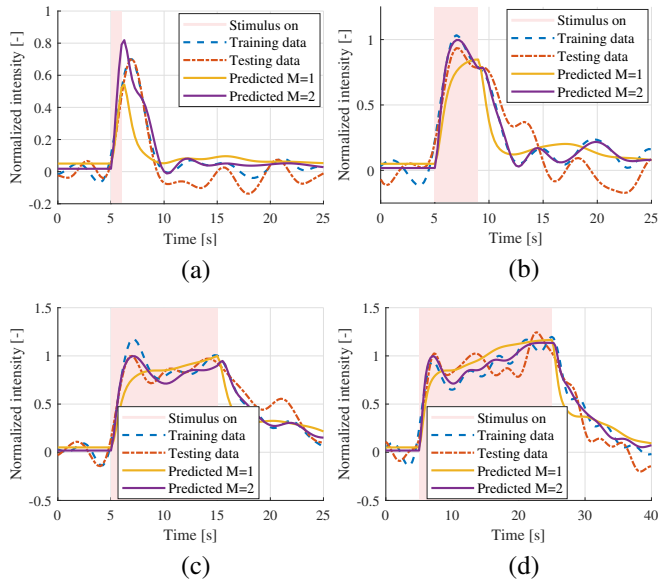 1
0.8
0.6
0.4
0.2
0
0.2
0 5 10 15 20 25
Normalized intensity [-]
Time [s]
Stimulus on
Training data
Testing data
Predicted M=1
Predicted M=2
(a)
1
0.5
0
0 5 10 15 20 25
Normalized intensity [-]
Time [s]
Stimulus on
Training data
Testing data
Predicted M=1
Predicted M=2
(b)
1.5
1
0.5
0
-0.5
0 5 10 15 20 25
Normalized intensity [-]
Time [s]
Stimulus on
Training data
Testing data
Predicted M=1
Predicted M=2
(c)
1.5
1
0.5
0
-0.5
0 10 20 30 40
Normalized intensity [-]
Time [s]
Stimulus on
Training data
Testing data
Predicted M=1
Predicted M=2
(d)